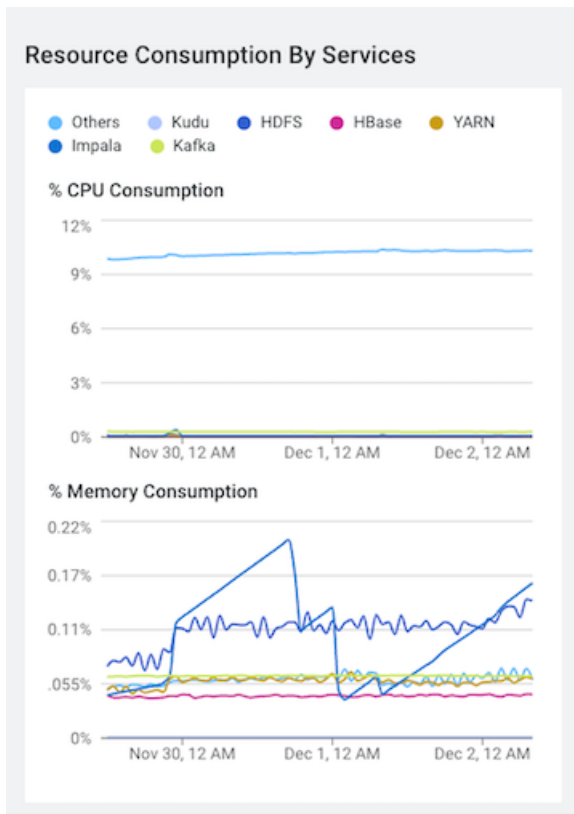 Resource Consumption By Services
Others Kudu HDFS HBase YARN
Impala Kafka
% CPU Consumption
12%
9%
6%
3%
0%
Nov 30, 12 AM Dec 1, 12 AM Dec 2, 12 AM
% Memory Consumption
0.22%
0.17%
0.11%
.055%
0%
Nov 30, 12 AM Dec 1, 12 AM Dec 2, 12 AM